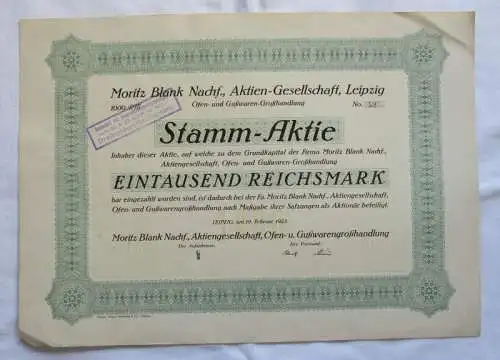 Moritz Blank Nachf., Aktien-Gesellschaft, Leipzig
Ofen- und Gußwaren-Großhandlung
1000 RM
No.
Stamm-Aktie
Inhaber dieser Aktie, auf welche zu dem Grundkapital der Firma Moritz Blank Nachf.,
Aktiengesellschaft, Ofen- und Gußwaren-Großhandlung
EINTAUSEND REICHSMARK
bar eingezahlt worden sind, ist dadurch bei der Fa. Moritz Blank Nachf., Aktiengesellschaft,
Ofen- und Gußwarengroßhandlung nach Maßgabe ihrer Satzungen als Aktionär beteiligt.
LEIPZIG, am 19. Februar
Moritz Blank Nachf., Aktiengesellschaft, Ofen- u. Gußwarengroßhandlung
Der Aufsichtsrat: Der Vorstand: